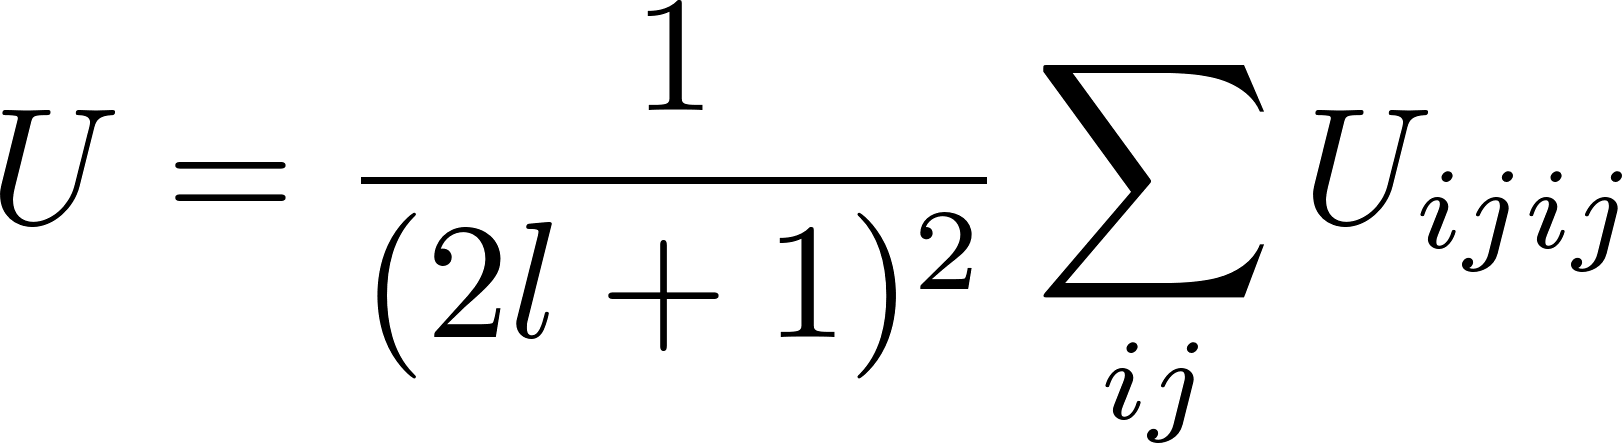 U = \frac{1}{(2l+1)^2} \sum_{ij} U_{ijij}